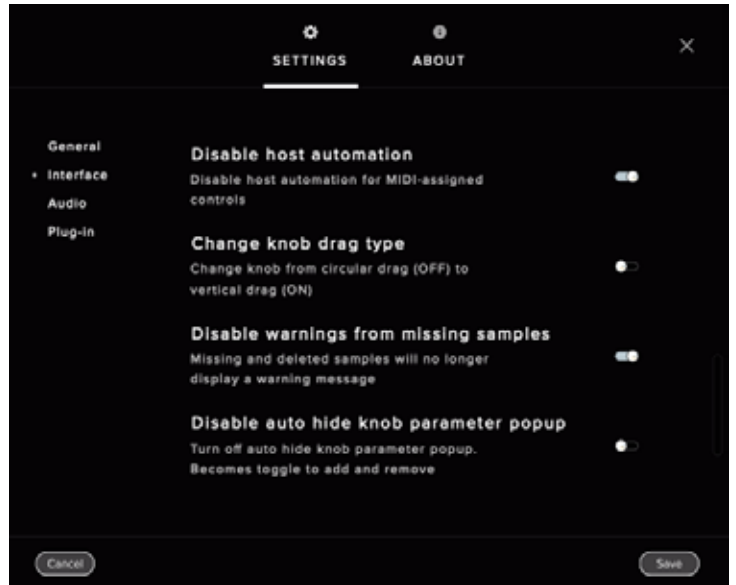 SETTINGS
ABOUT
General
Interface
Audio
Plug-in
Disable host automation
Disable host automation for MIDI-assigned
controls
Change knob drag type
Change knob from circular drag (OFF) to
vertical drag (ON)
Disable warnings from missing samples
Missing and deleted samples will no longer
display a warning message
Disable auto hide knob parameter popup
Turn off auto hide knob parameter popup.
Becomes toggle to add and remove
Cancel
Save